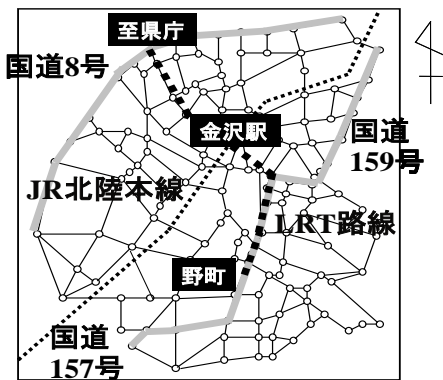 至県庁
国道8号
金沢駅
国道
159号
JR北陸本線
LRT路線
野町
国道
157号